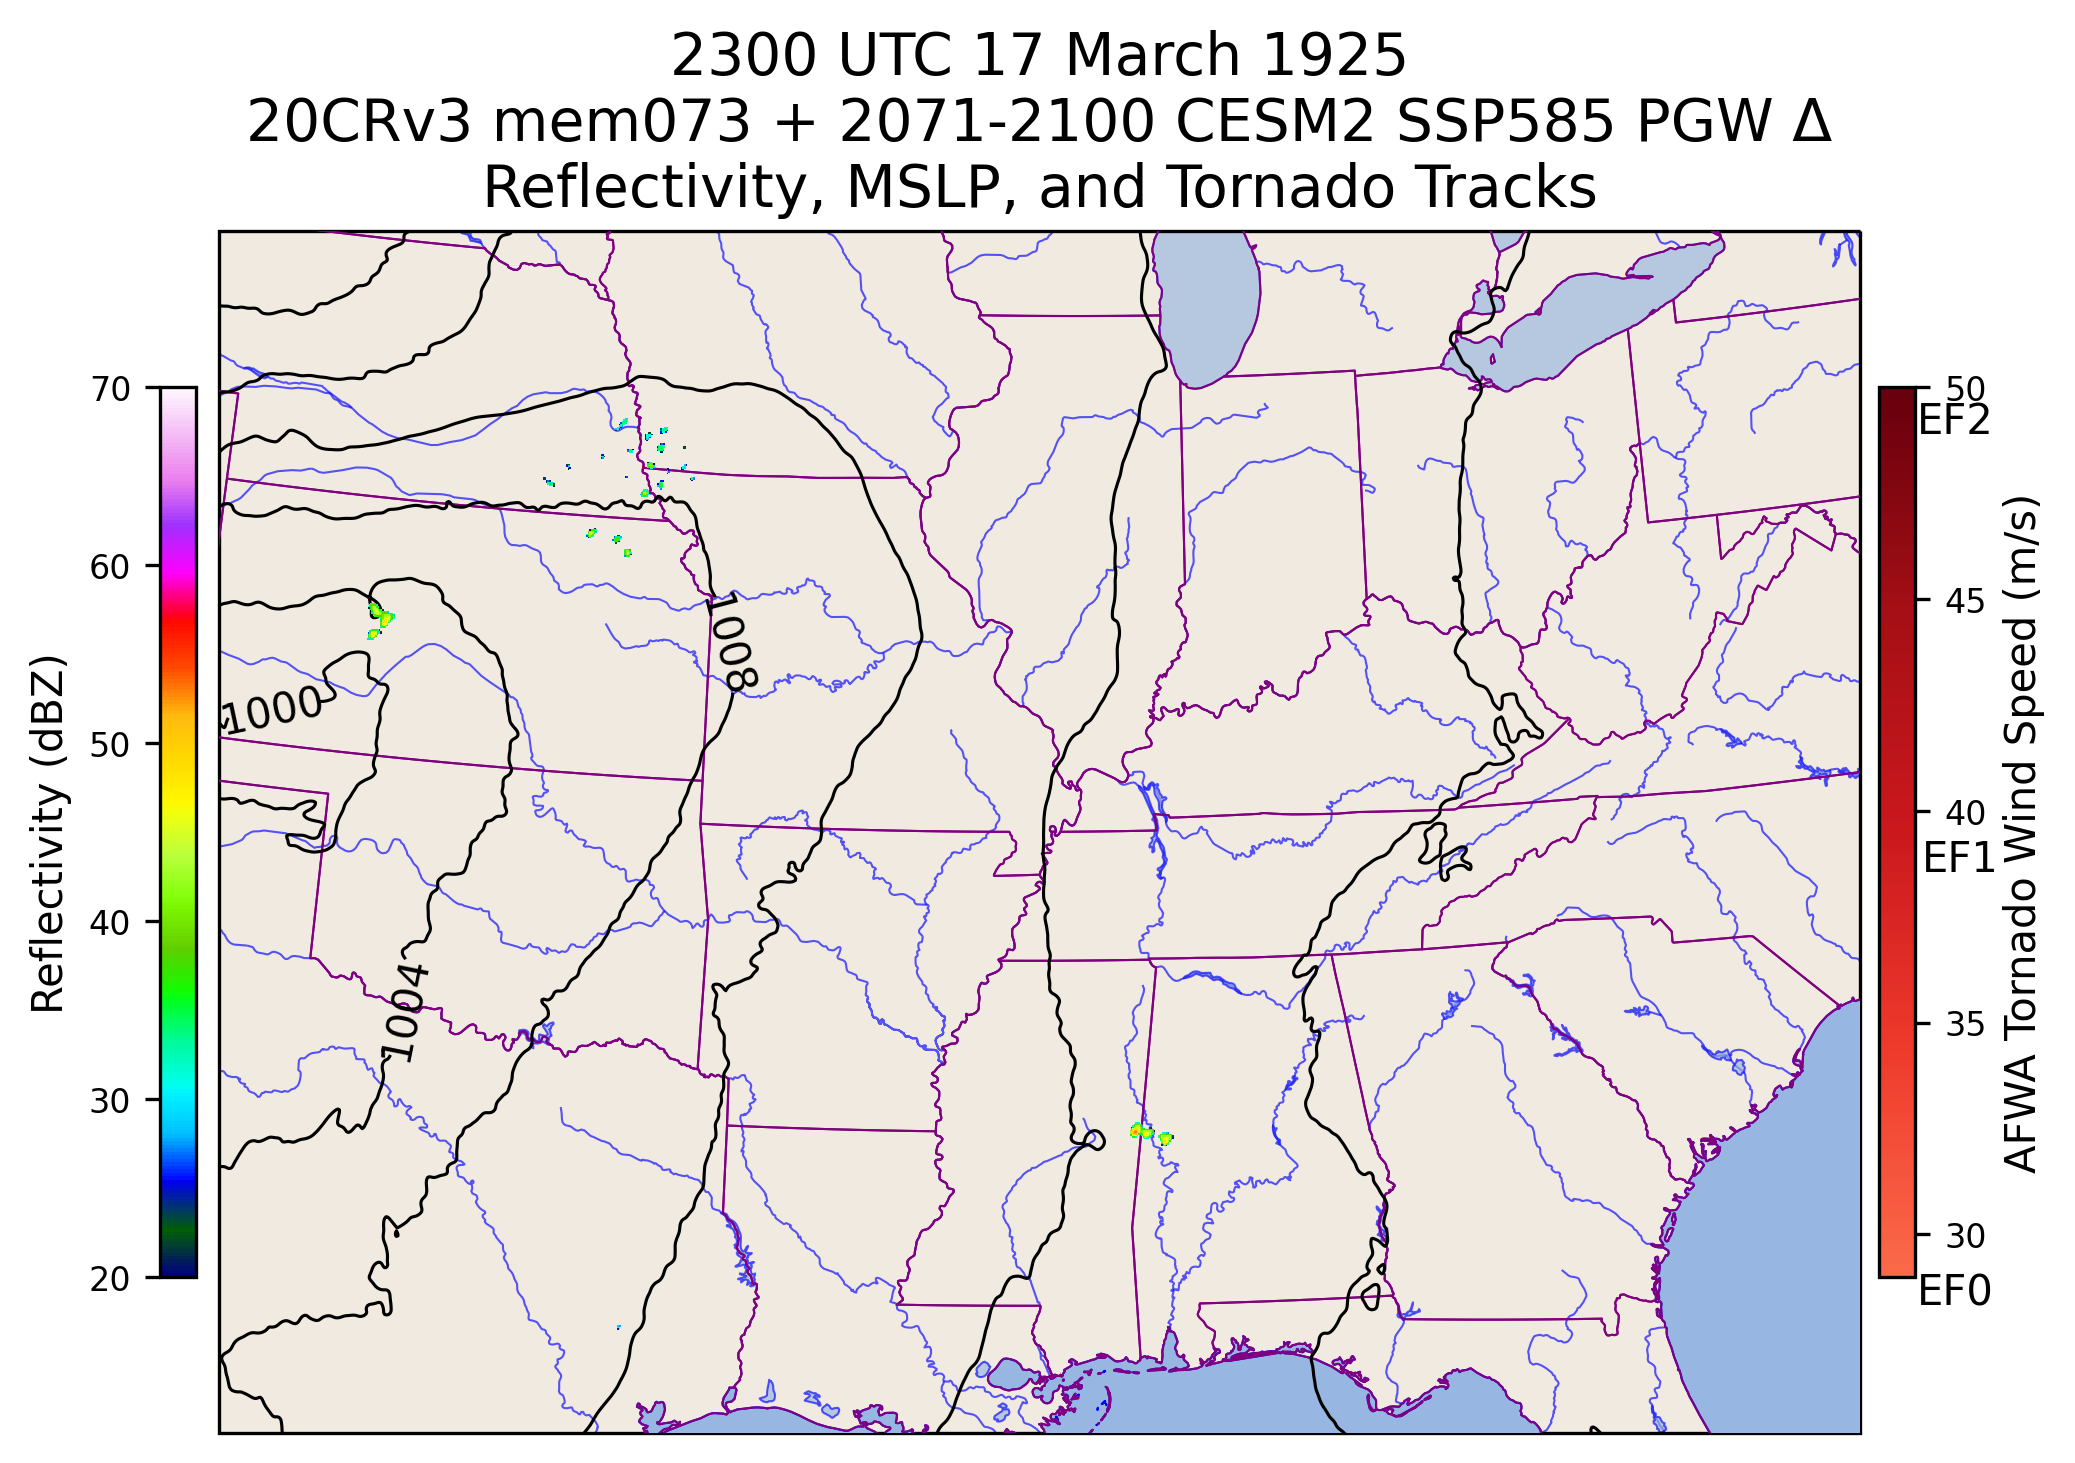 2300 UTC 17 March 1925
20CRv3 mem073 + 2071-2100 CESM2 SSP585 PGW Δ
Reflectivity, MSLP, and Tornado Tracks
Reflectivity (dBZ)
70
60
50
40
30
20
1000
1004
1008
50
EF2
45
40
EF1
35
30
EF0
AFWA Tornado Wind Speed (m/s)